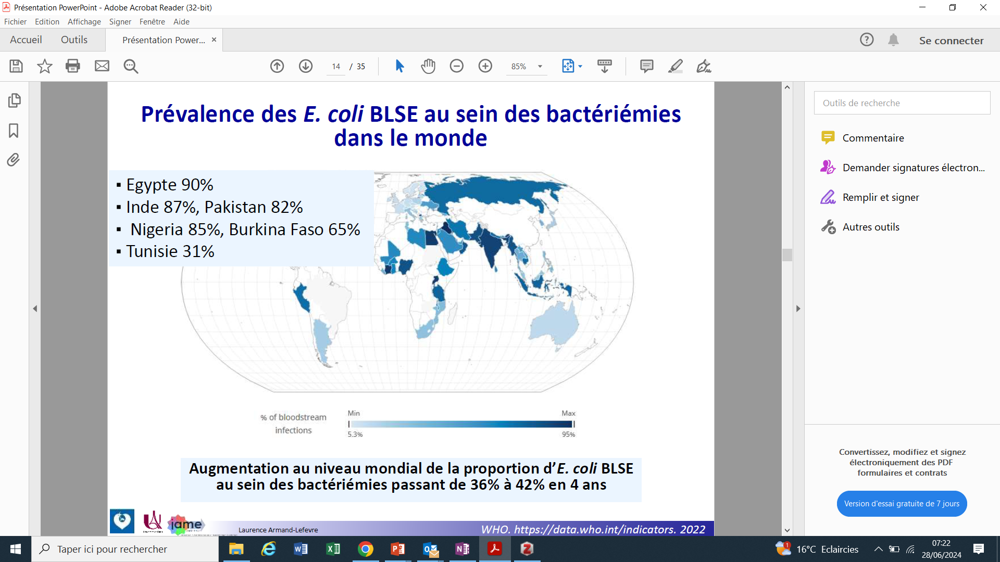 Présentation PowerPoint - Adobe Acrobat Reader (32-bit)
Fichier Edition Affichage Signer Fenêtre Aide
Accueil Outils Présentation Power... × Se connecter
14 / 35 85%
Prévalence des E. coli BLSE au sein des bactériémies
dans le monde
▪ Egypte 90%
▪ Inde 87%, Pakistan 82%
▪ Nigeria 85%, Burkina Faso 65%
▪ Tunisie 31%
% of bloodstream
infections
Min Max
5.3% 95%
Augmentation au niveau mondial de la proportion d’E. coli BLSE
au sein des bactériémies passant de 36% à 42% en 4 ans
iame
Laurence Armand-Lefevre
WHO. https://data.who.int/indicators. 2022
Outils de recherche
Commentaire
Demander signatures électron...
Remplir et signer
Autres outils
Convertissez, modifiez et signez
électroniquement des PDF
formulaires et contrats
Version d'essai gratuite de 7 jours
Taper ici pour rechercher
1
16°C Eclaircies
07:22
28/06/2024